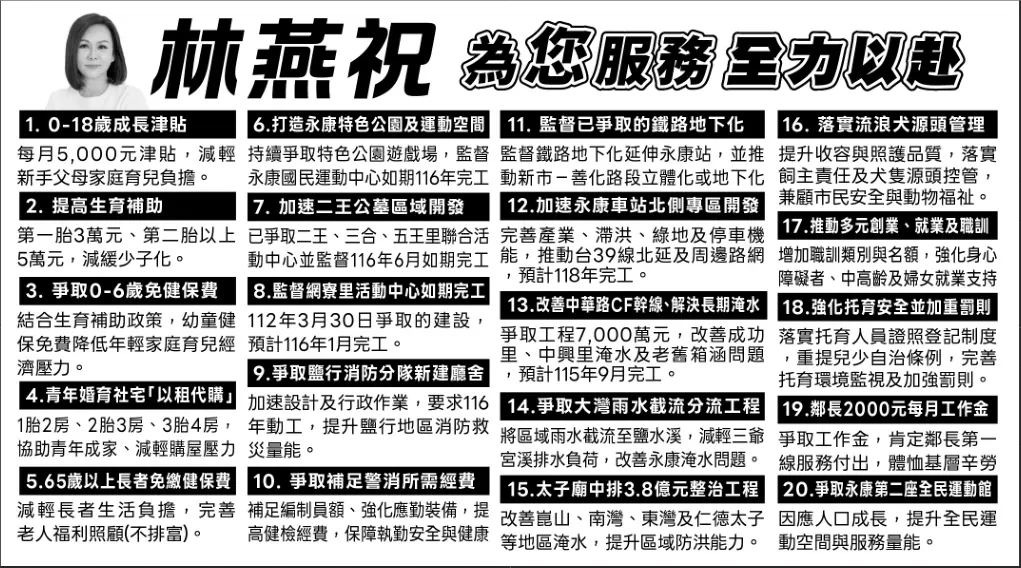 林燕祝 為您服務 全力以赴
1. 0-18歲成長津貼
每月5,000元津貼，減輕
新手父母家庭育兒負擔。
2. 提高生育補助
第一胎3萬元、第二胎以上
5萬元，減緩少子化。
3. 爭取0-6歲免健保費
結合生育補助政策，幼童健
保免費降低年輕家庭育兒經
濟壓力。
4.青年婚育社宅「以租代購」
1胎2房、2胎3房、3胎4房，
協助青年成家、減輕購屋壓力
5.65歲以上長者免繳健保費
減輕長者生活負擔，完善
老人福利照顧(不排富)。
6.打造永康特色公園及運動空間
持續爭取特色公園遊戲場，監督
永康國民運動中心如期116年完工
7. 加速二王公墓區域開發
已爭取二王、三合、五王里聯合活
動中心並監督116年6月如期完工
8.監督網寮里活動中心如期完工
112年3月30日爭取的建設，
預計116年1月完工。
9.爭取鹽行消防分隊新建廳舍
加速設計及行政作業，要求116
年動工，提升鹽行地區消防救
災量能。
10. 爭取補足警消所需經費
補足編制員額、強化應勤裝備，提
高健檢經費，保障執勤安全與健康
11. 監督已爭取的鐵路地下化
監督鐵路地下化延伸永康站，並推
動新市－善化路段立體化或地下化
12.加速永康車站北側專區開發
完善產業、滯洪、綠地及停車機
能，推動台39線北延及周邊路網
，預計118年完工。
13.改善中華路CF幹線、解決長期淹水
爭取工程7,000萬元，改善成功
里、中興里淹水及老舊箱涵問題
，預計115年9月完工。
14.爭取大灣雨水截流分流工程
將區域雨水截流至鹽水溪，減輕三爺
宮溪排水負荷，改善永康淹水問題。
15.太子廟中排3.8億元整治工程
改善崑山、南灣、東灣及仁德太子
等地區淹水，提升區域防洪能力。
16. 落實流浪犬源頭管理
提升收容與照護品質，落實
飼主責任及犬隻源頭控管，
兼顧市民安全與動物福祉。
17.推動多元創業、就業及職訓
增加職訓類別與名額，強化身心
障礙者、中高齡及婦女就業支持
18.強化托育安全並加重罰則
落實托育人員證照登記制度
，重提兒少自治條例，完善
托育環境監視及加強罰則。
19.鄰長2000元每月工作金
爭取工作金，肯定鄰長第一
線服務付出，體恤基層辛勞
20.爭取永康第二座全民運動館
因應人口成長，提升全民運
動空間與服務量能。